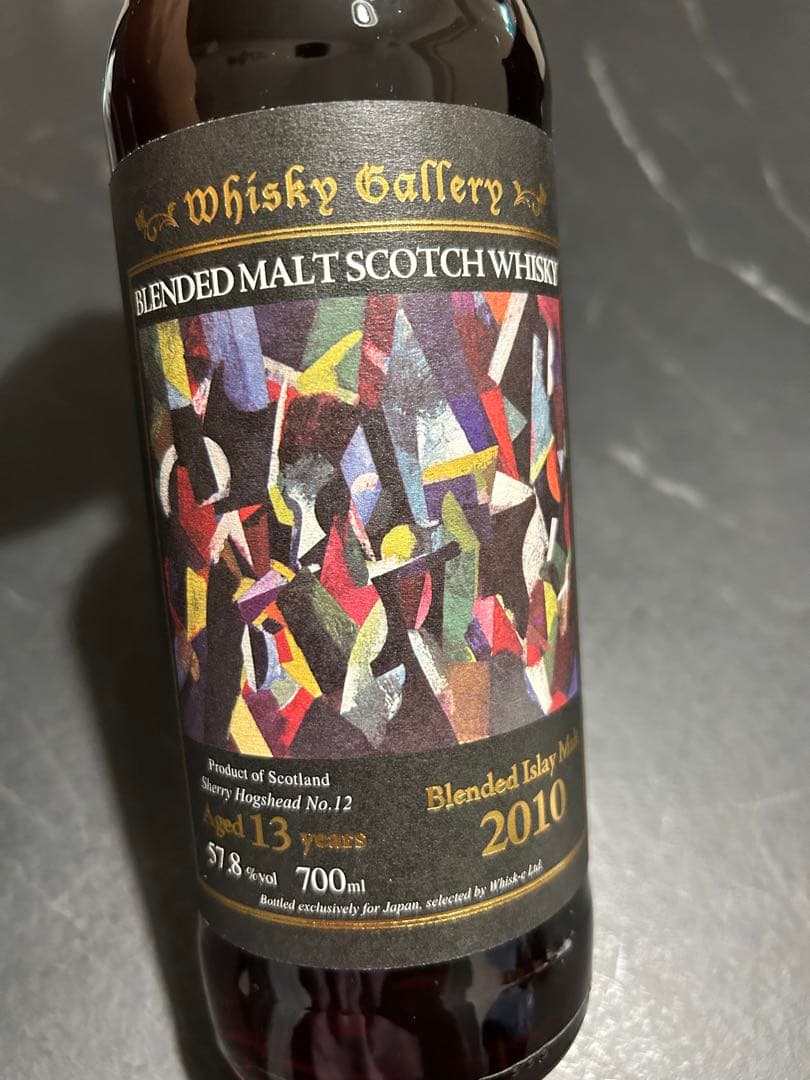 Whisky Gallery
BLENDED MALT SCOTCH WHISKY
Product of Scotland
Sherry Hogshead No.12
Aged 13 years
57.8 %vol 700ml
Blended Islay Malt
2010
Bottled exclusively for Japan, selected by Whisk-e Ltd.